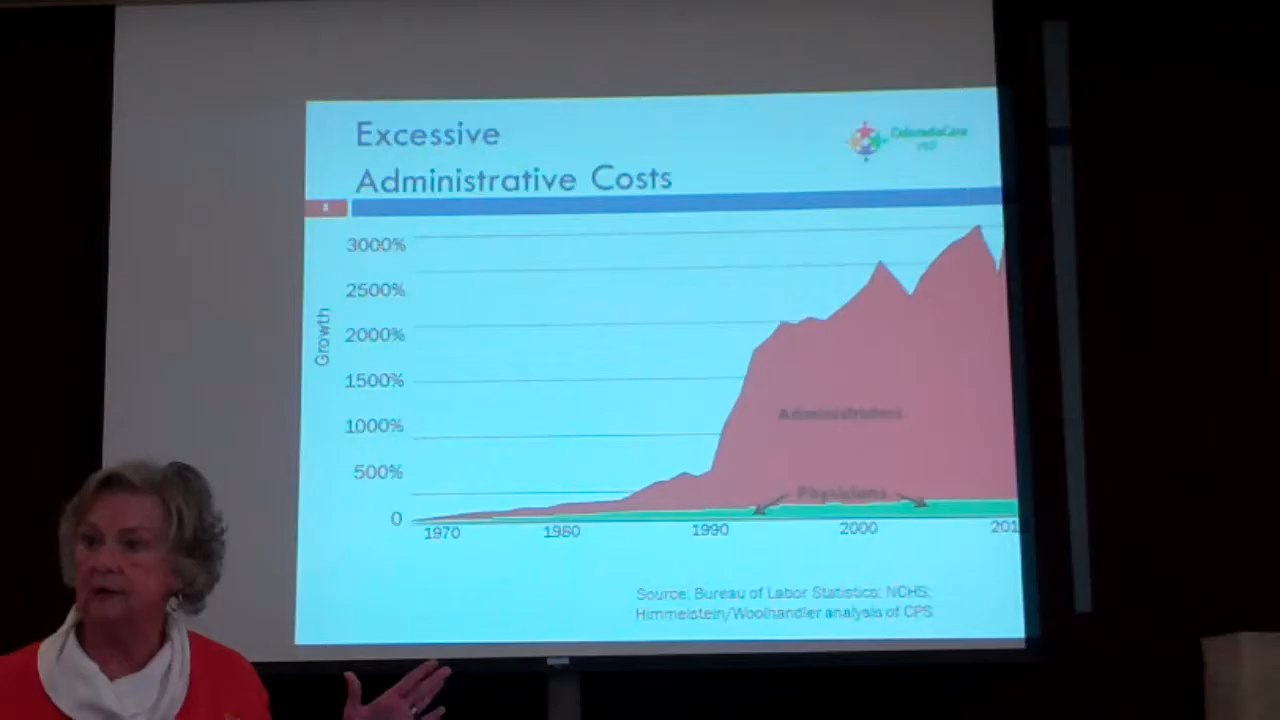 Excessive
Administrative Costs
ColoradoCare
8
3000%
2500%
2000%
1500%
1000%
500%
0
Growth
Administrators
Physicians
1970
1980
1990
2000
201
Source: Bureau of Labor Statistics; NCHS;
Himmelstein/Woolhandler analysis of CPS